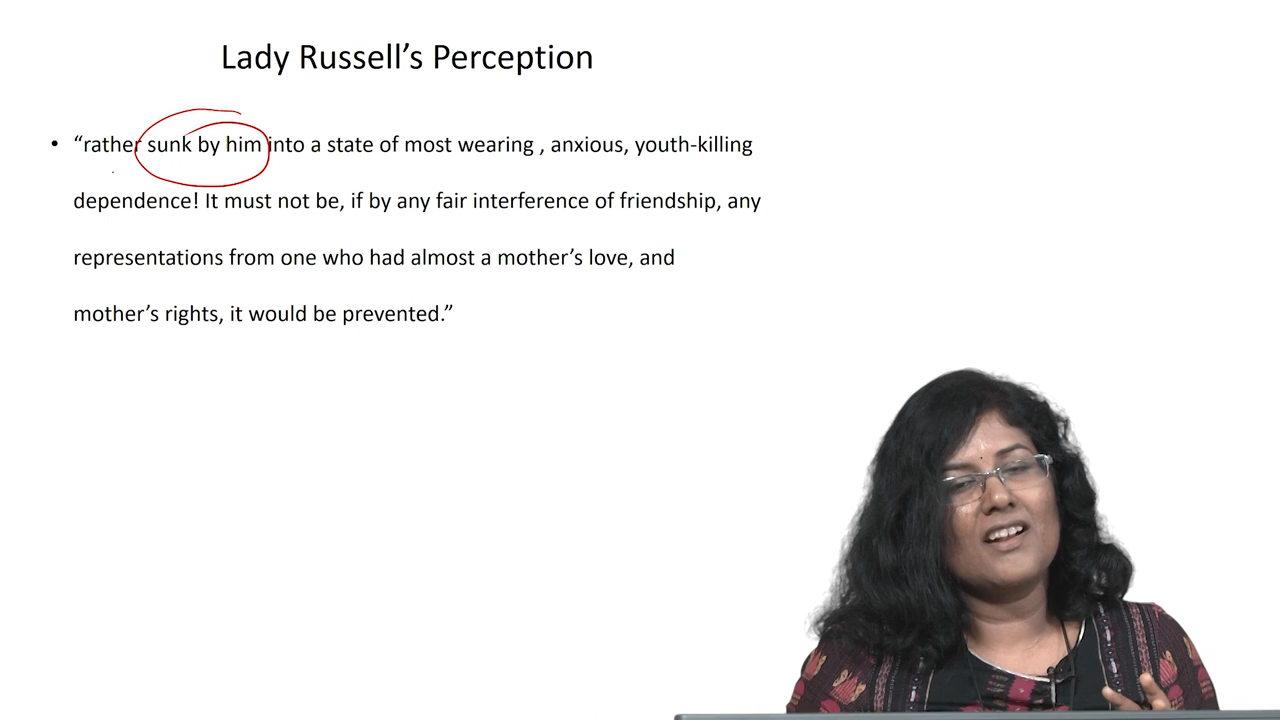 Lady Russell’s Perception
• “rather sunk by him into a state of most wearing , anxious, youth-killing
dependence! It must not be, if by any fair interference of friendship, any
representations from one who had almost a mother’s love, and
mother’s rights, it would be prevented.”